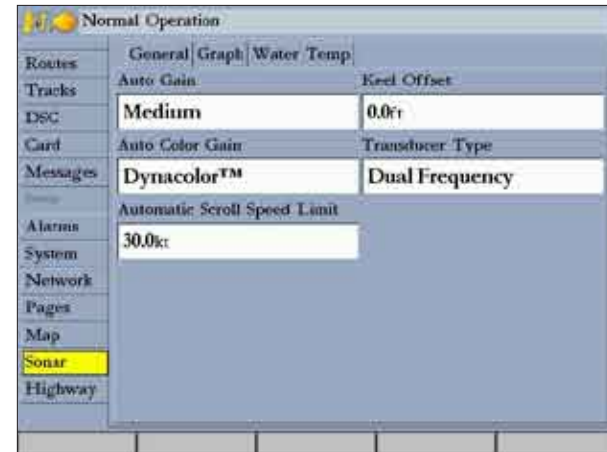 Normal Operation
General Graph Water Temp
Routes
Tracks
DSC
Card
Messages
Alarms
System
Network
Pages
Map
Sonar
Highway
Auto Gain
Medium
Keel Offset
0.0ft
Auto Color Gain
Dynacolor™
Transducer Type
Dual Frequency
Automatic Scroll Speed Limit
30.0kt